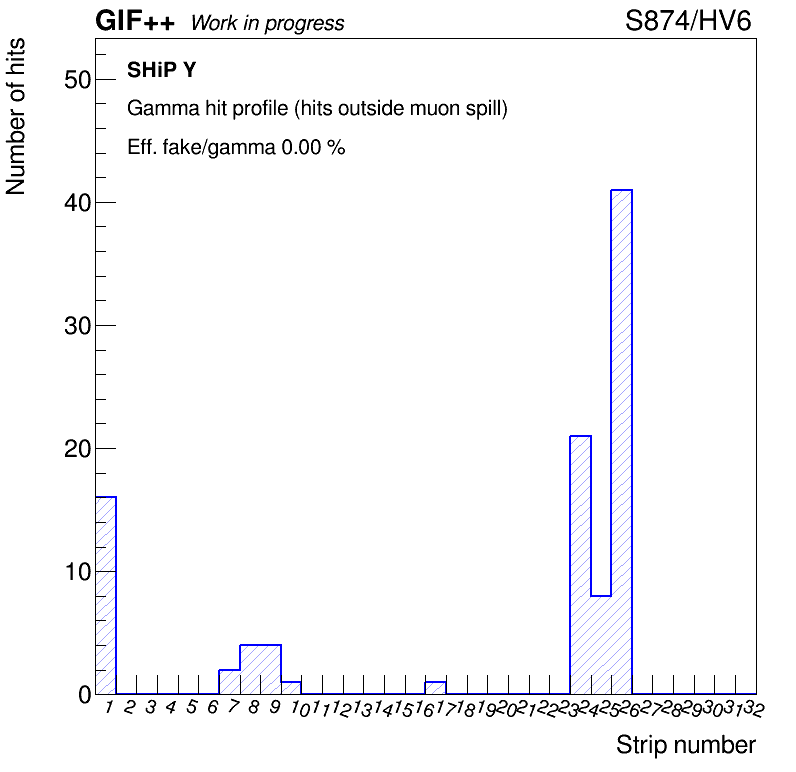 GIF++ Work in progress S874/HV6
Number of hits
SHiP Y
Gamma hit profile (hits outside muon spill)
Eff. fake/gamma 0.00 %
50
40
30
20
10
0
1 2 3 4 5 6 7 8 9 10 11 12 13 14 15 16 17 18 19 20 21 22 23 24 25 26 27 28 29 30 31 32
Strip number